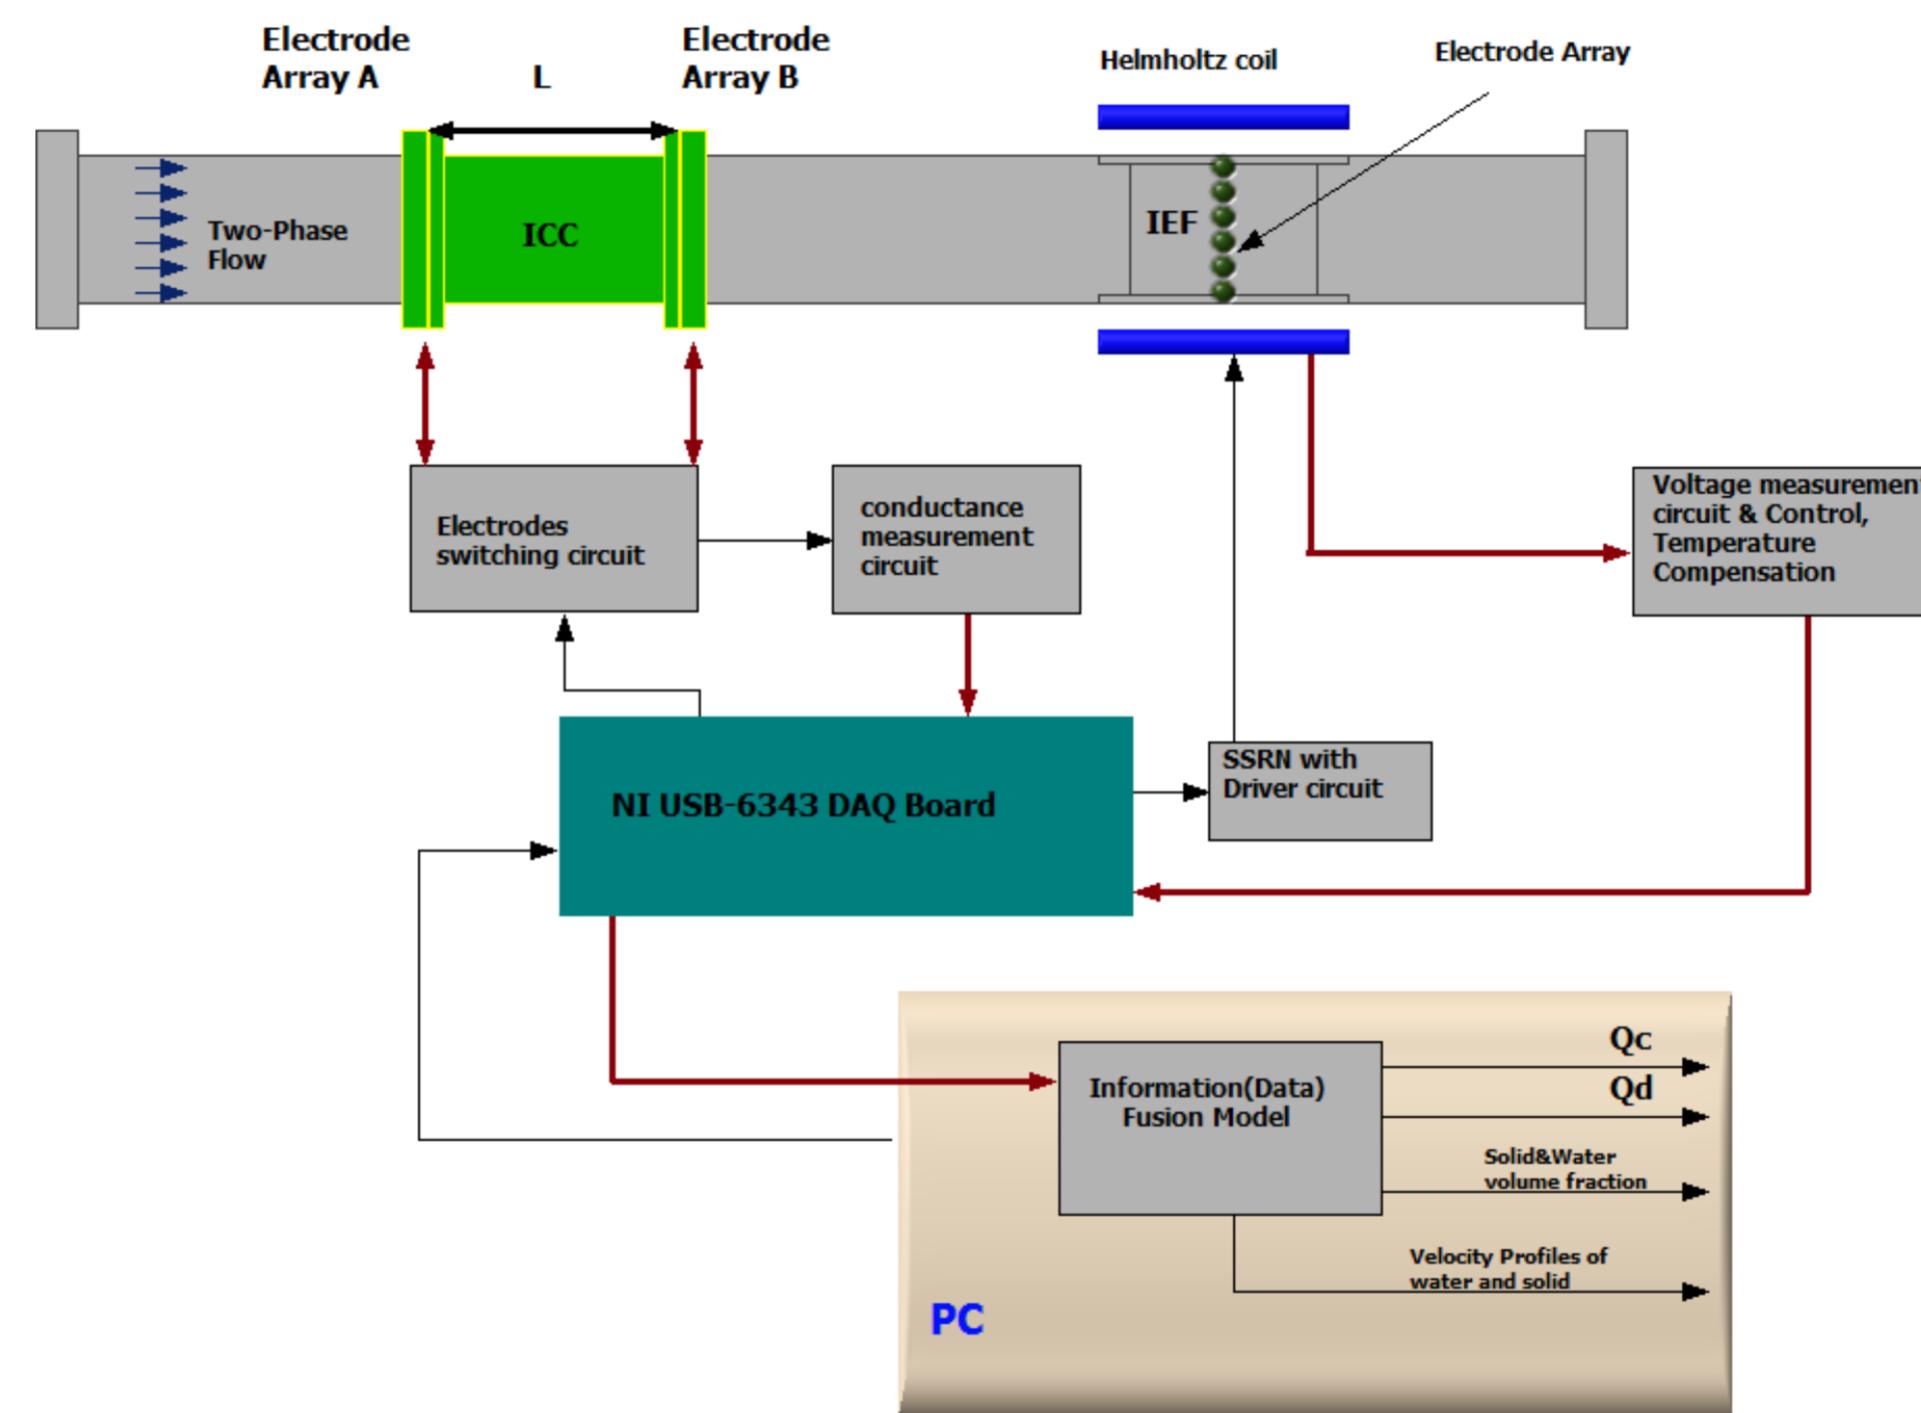 Electrode
Array A
L
Electrode
Array B
Helmholtz coil
Electrode Array
Two-Phase
Flow
ICC
IEF
Electrodes
switching circuit
conductance
measurement
circuit
Voltage measuremen
circuit & Control,
Temperature
Compensation
NI USB-6343 DAQ Board
SSRN with
Driver circuit
Information(Data)
Fusion Model
Qc
Qd
Solid&Water
volume fraction
Velocity Profiles of
water and solid
PC